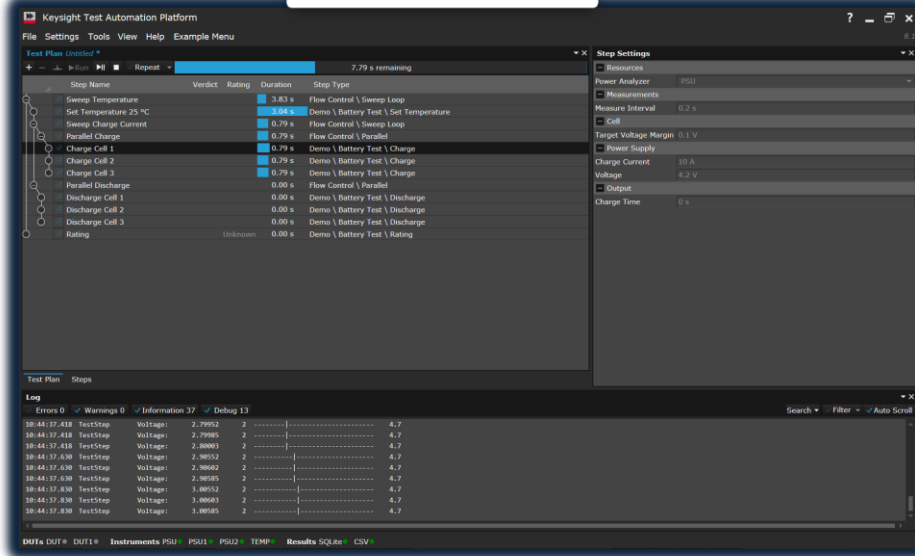 Keysight Test Automation Platform
File Settings Tools View Help Example Menu
Test Plan Untitled *
Run Repeat 7.79 s remaining
Step Name Verdict Rating Duration Step Type
Sweep Temperature 3.83 s Flow Control \ Sweep Loop
Set Temperature 25 ºC 3.04 s Demo \ Battery Test \ Set Temperature
Sweep Charge Current 0.79 s Flow Control \ Sweep Loop
Parallel Charge 0.79 s Flow Control \ Parallel
Charge Cell 1 0.79 s Demo \ Battery Test \ Charge
Charge Cell 2 0.79 s Demo \ Battery Test \ Charge
Charge Cell 3 0.79 s Demo \ Battery Test \ Charge
Parallel Discharge 0.00 s Flow Control \ Parallel
Discharge Cell 1 0.00 s Demo \ Battery Test \ Discharge
Discharge Cell 2 0.00 s Demo \ Battery Test \ Discharge
Discharge Cell 3 0.00 s Demo \ Battery Test \ Discharge
Rating Unknown 0.00 s Demo \ Battery Test \ Rating
Test Plan Steps
Step Settings
Resources
Power Analyzer PSU
Measurements
Measure Interval 0.2 s
Cell
Target Voltage Margin 0.1 V
Power Supply
Charge Current 10 A
Voltage 4.2 V
Output
Charge Time 0 s
Log
Errors 0 Warnings 0 Information 37 Debug 13 Search Filter Auto Scroll
10:44:37.418 TestStep Voltage: 2.79952 2 ---------|---------------------- 4.7
10:44:37.418 TestStep Voltage: 2.79985 2 ---------|---------------------- 4.7
10:44:37.418 TestStep Voltage: 2.80003 2 ---------|---------------------- 4.7
10:44:37.630 TestStep Voltage: 2.90552 2 -----------|-------------------- 4.7
10:44:37.630 TestStep Voltage: 2.90602 2 -----------|-------------------- 4.7
10:44:37.630 TestStep Voltage: 2.90585 2 -----------|-------------------- 4.7
10:44:37.830 TestStep Voltage: 3.00552 2 ------------|------------------- 4.7
10:44:37.830 TestStep Voltage: 3.00603 2 ------------|------------------- 4.7
10:44:37.830 TestStep Voltage: 3.00585 2 ------------|------------------- 4.7
DUTs DUT DUT1 Instruments PSU PSU1 PSU2 TEMP Results SQLite CSV